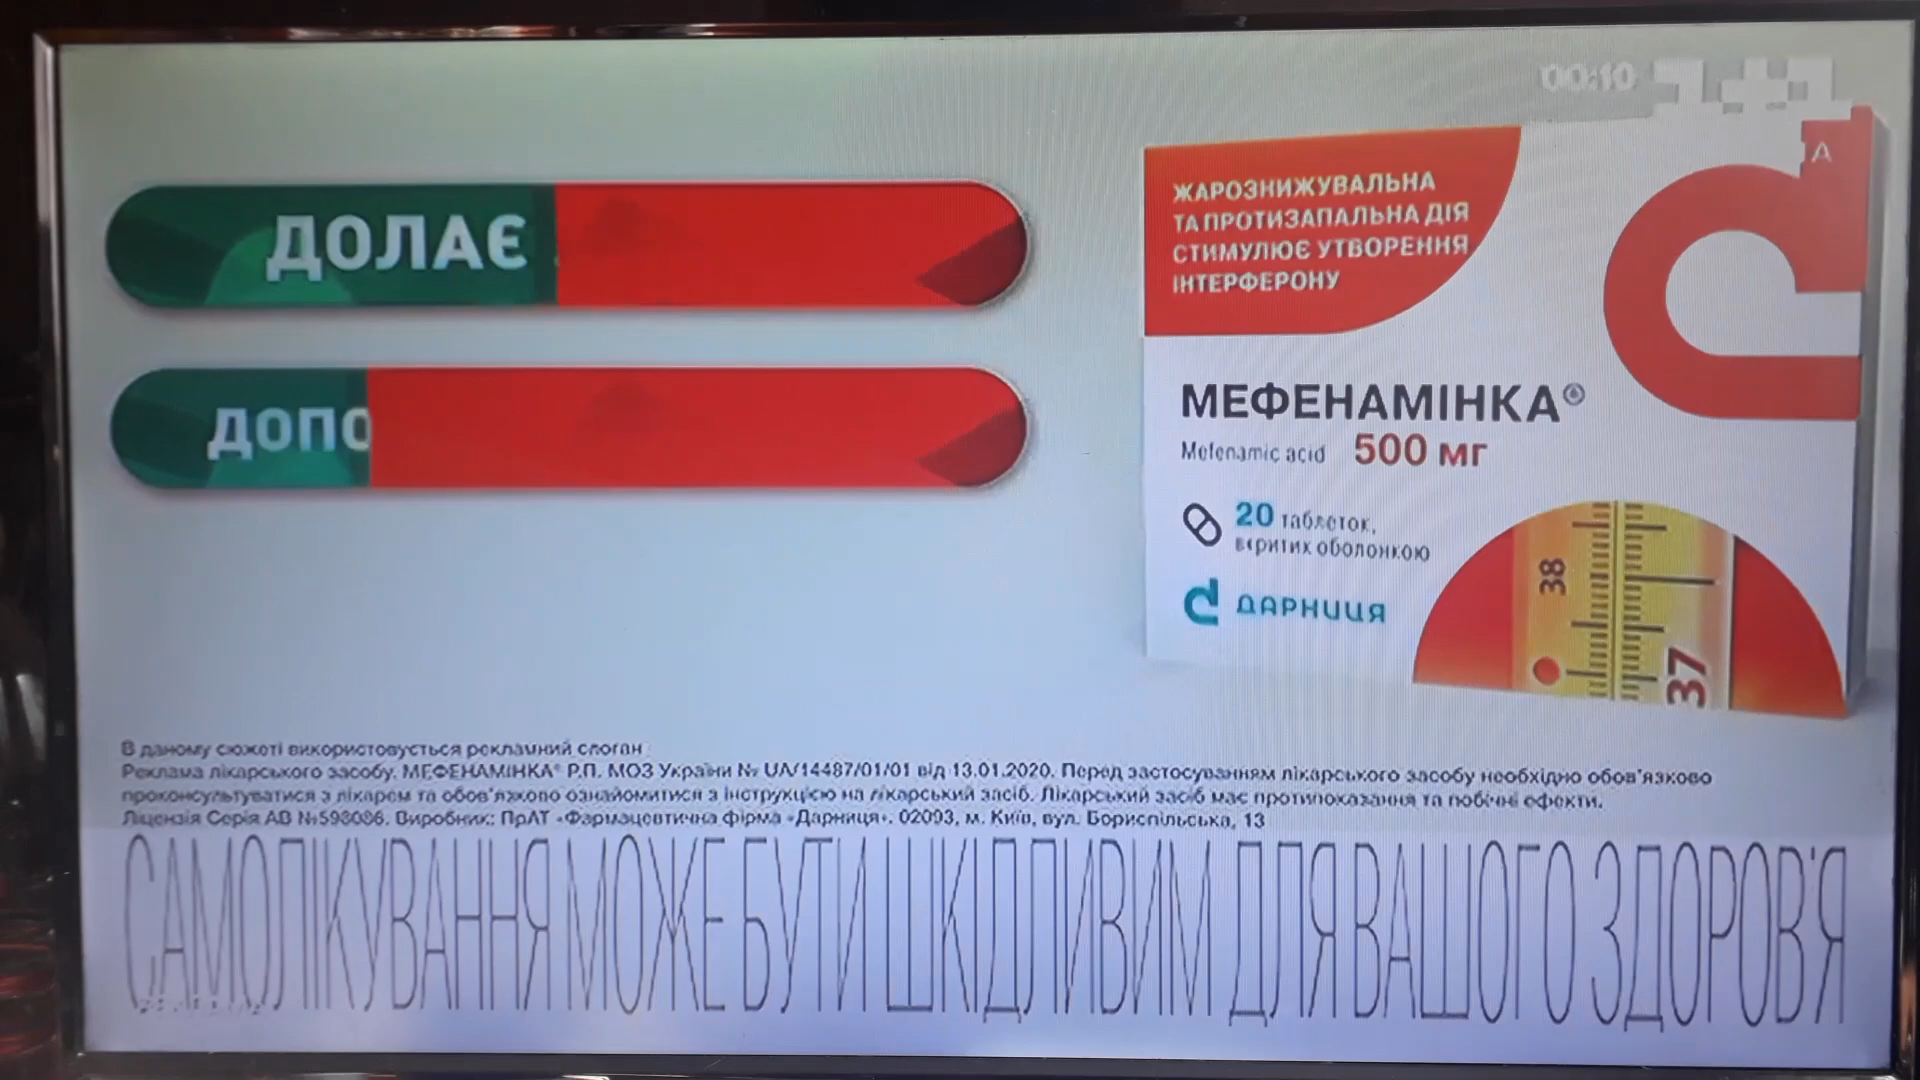 00:10 1+1
ДОЛАЄ
ДОПО
ЖАРОЗНИЖУВАЛЬНА
ТА ПРОТИЗАПАЛЬНА ДІЯ
СТИМУЛЮЄ УТВОРЕННЯ
ІНТЕРФЕРОНУ
МЕФЕНАМІНКА®
Mefenamic acid 500 мг
20 таблеток,
вкритих оболонкою
ДАРНИЦЯ
38
37
В даному сюжеті використовується рекламний слоган
Реклама лікарського засобу. МЕФЕНАМІНКА® Р.П. МОЗ України № UA/14487/01/01 від 13.01.2020. Перед застосуванням лікарського засобу необхідно обов'язково
проконсультуватися з лікарем та обов'язково ознайомитися з інструкцією на лікарський засіб. Лікарський засіб має протипоказання та побічні ефекти.
Ліцензія Серія АВ №598086. Виробник: ПрАТ «Фармацевтична фірма «Дарниця». 02093, м. Київ, вул. Бориспільська, 13
САМОЛІКУВАННЯ МОЖЕ БУТИ ШКІДЛИВИМ ДЛЯ ВАШОГО ЗДОРОВ'Я